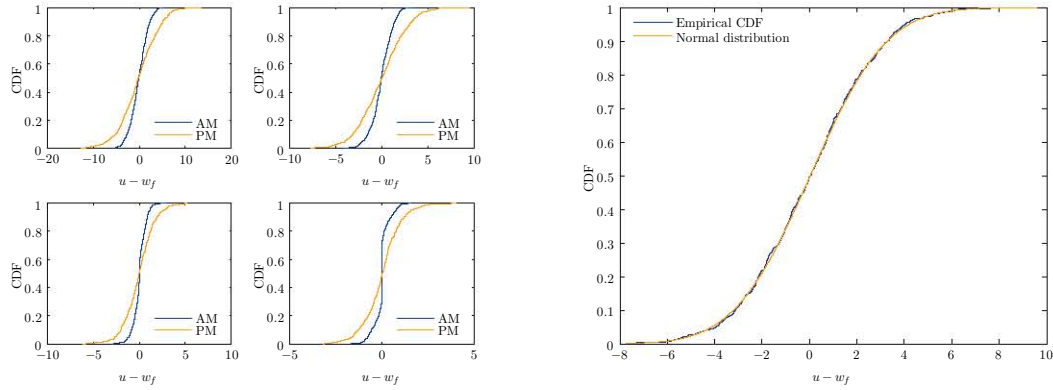 1
0.8
0.6
0.4
0.2
0
CDF
AM
PM
−20 −10 0 10 20
u − w_f
1
0.8
0.6
0.4
0.2
0
CDF
AM
PM
−10 −5 0 5 10
u − w_f
1
0.8
0.6
0.4
0.2
0
CDF
AM
PM
−10 −5 0 5 10
u − w_f
1
0.8
0.6
0.4
0.2
0
CDF
AM
PM
−5 0 5
u − w_f
1
0.9
0.8
0.7
0.6
0.5
0.4
0.3
0.2
0.1
0
CDF
Empirical CDF
Normal distribution
−8 −6 −4 −2 0 2 4 6 8 10
u − w_f